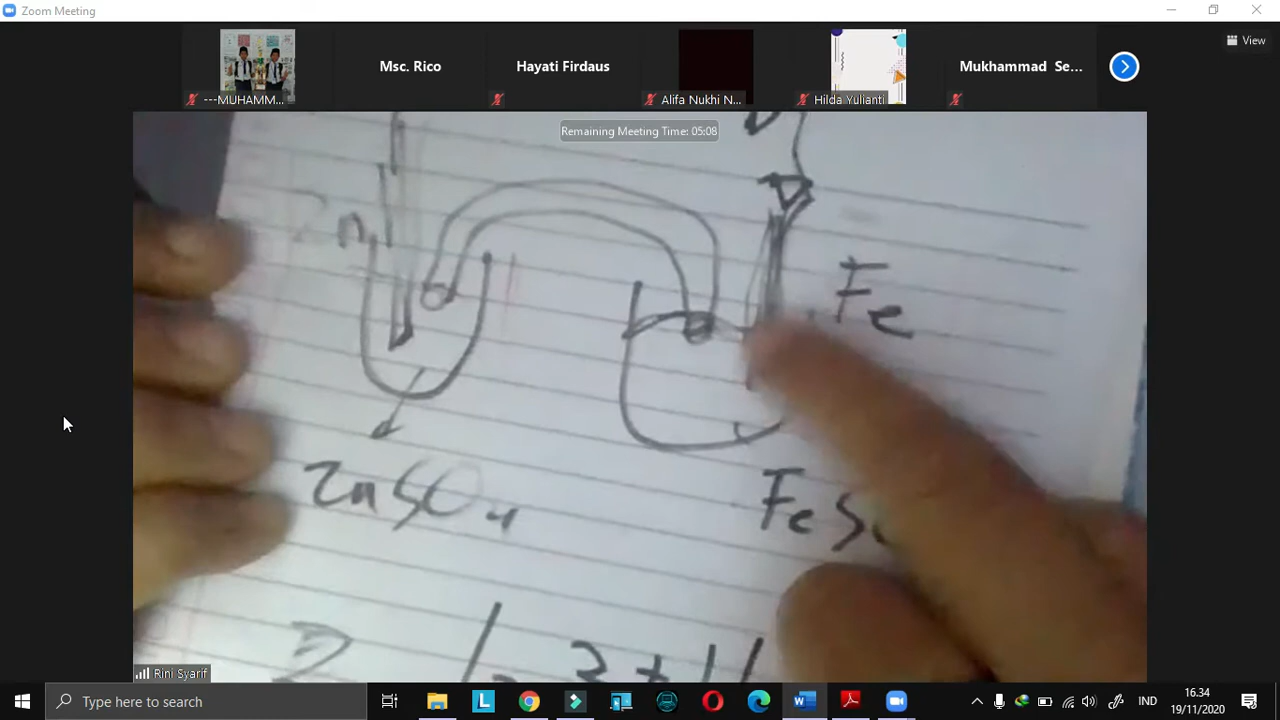 Zoom Meeting
View
Msc. Rico
Hayati Firdaus
Mukhammad Se...
---MUHAMM...
Alifa Nukhi N...
Hilda Yulianti
Remaining Meeting Time: 05:08
Zn
Fe
ZnSO4
Fe
Rini Syarif
Type here to search
IND
16.34
19/11/2020